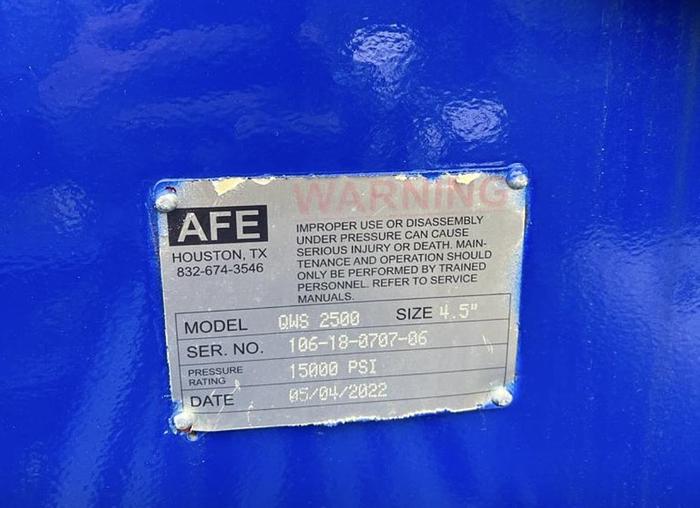 WARNING
AFE
HOUSTON, TX
832-674-3546
IMPROPER USE OR DISASSEMBLY
UNDER PRESSURE CAN CAUSE
SERIOUS INJURY OR DEATH. MAIN-
TENANCE AND OPERATION SHOULD
ONLY BE PERFORMED BY TRAINED
PERSONNEL. REFER TO SERVICE
MANUALS.
MODEL QWS 2500 SIZE 4.5"
SER. NO. 106-18-0707-06
PRESSURE
RATING 15000 PSI
DATE 05/04/2022